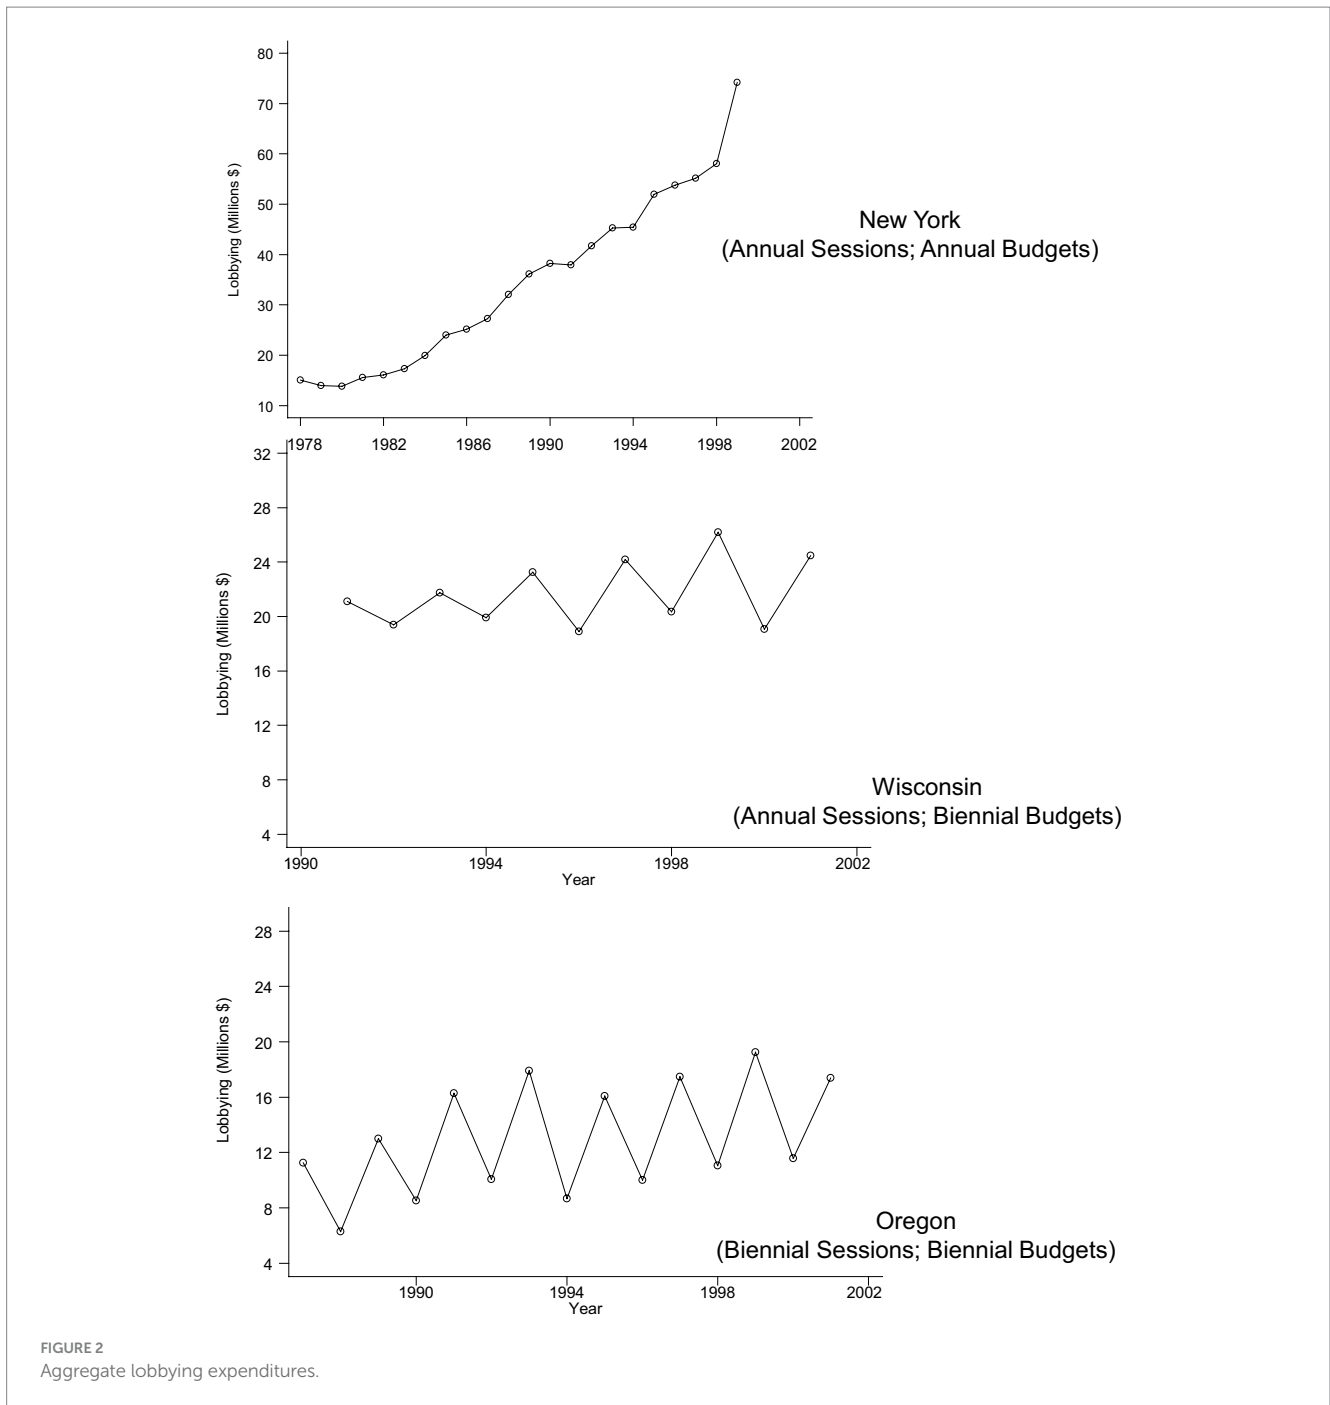 80
70
60
50
40
30
20
10
Lobbying (Millions $)
New York
(Annual Sessions; Annual Budgets)
1978 1982 1986 1990 1994 1998 2002
32
28
24
20
16
12
8
4
Lobbying (Millions $)
Wisconsin
(Annual Sessions; Biennial Budgets)
1990 1994 1998 2002
Year
28
24
20
16
12
8
4
Lobbying (Millions $)
Oregon
(Biennial Sessions; Biennial Budgets)
1990 1994 1998 2002
Year
FIGURE 2
Aggregate lobbying expenditures.